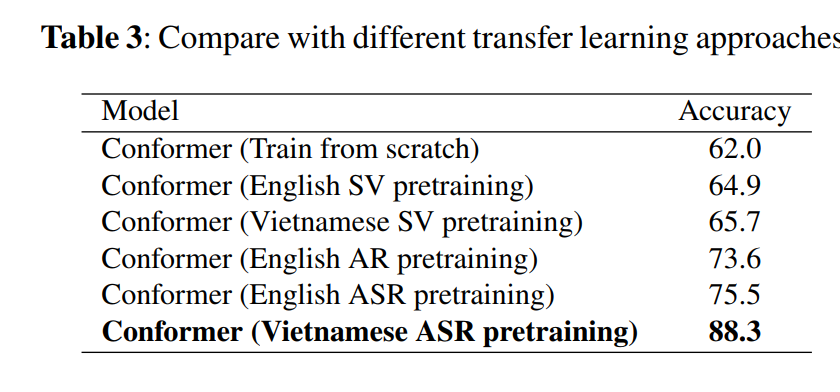 Table 3: Compare with different transfer learning approaches
Model Accuracy
Conformer (Train from scratch) 62.0
Conformer (English SV pretraining) 64.9
Conformer (Vietnamese SV pretraining) 65.7
Conformer (English AR pretraining) 73.6
Conformer (English ASR pretraining) 75.5
Conformer (Vietnamese ASR pretraining) 88.3